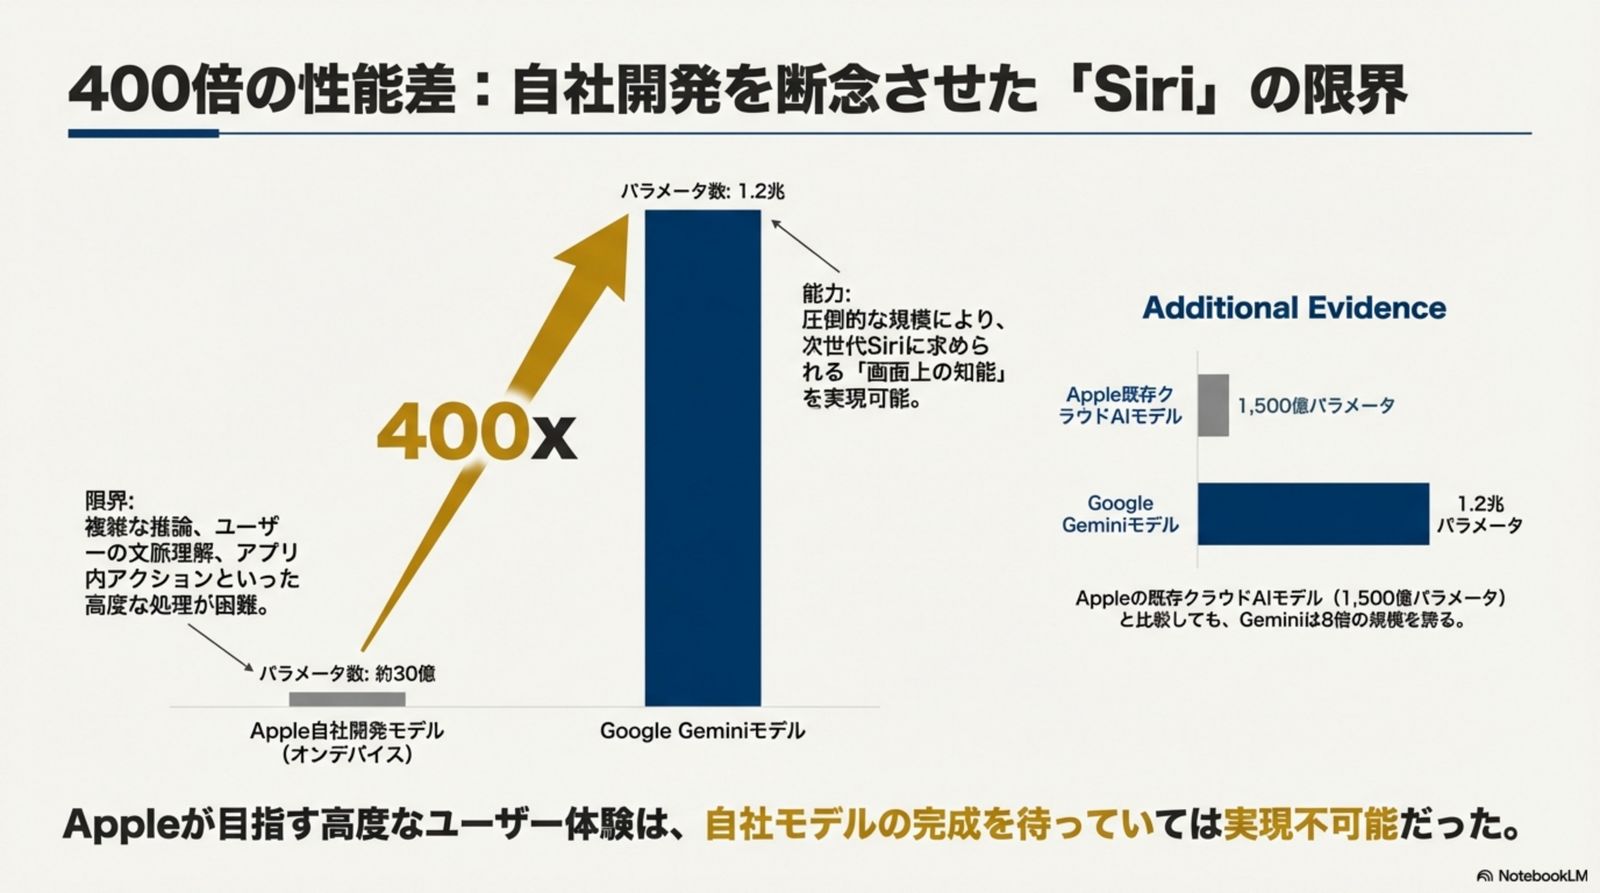 400倍の性能差：自社開発を断念させた「Siri」の限界
パラメータ数: 1.2兆
能力:
圧倒的な規模により、
次世代Siriに求めら
れる「画面上の知能」
を実現可能。
400x
限界:
複雑な推論、ユーザ
ーの文脈理解、アプリ
内アクションといった
高度な処理が困難。
パラメータ数: 約30億
Apple自社開発モデル
（オンデバイス）
Google Geminiモデル
Additional Evidence
Apple既存ク
ラウドAIモデル
1,500億パラメータ
Google
Geminiモデル
1.2兆
パラメータ
Appleの既存クラウドAIモデル（1,500億パラメータ）
と比較しても、Geminiは8倍の規模を誇る。
Appleが目指す高度なユーザー体験は、自社モデルの完成を待っていては実現不可能だった。
NotebookLM